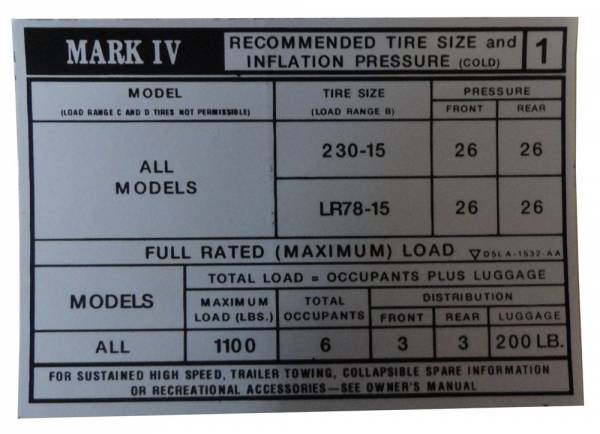 MARK IV
RECOMMENDED TIRE SIZE and
INFLATION PRESSURE (COLD)
1
MODEL
(LOAD RANGE C AND D TIRES NOT PERMISSIBLE)
TIRE SIZE
(LOAD RANGE B)
PRESSURE
FRONT REAR
ALL
MODELS
230-15 26 26
LR78-15 26 26
FULL RATED (MAXIMUM) LOAD ▽ D5LA-1532-AA
MODELS
TOTAL LOAD = OCCUPANTS PLUS LUGGAGE
MAXIMUM
LOAD (LBS.)
TOTAL
OCCUPANTS
DISTRIBUTION
FRONT REAR LUGGAGE
ALL 1100 6 3 3 200 LB.
FOR SUSTAINED HIGH SPEED, TRAILER TOWING, COLLAPSIBLE SPARE INFORMATION
OR RECREATIONAL ACCESSORIES—SEE OWNER'S MANUAL